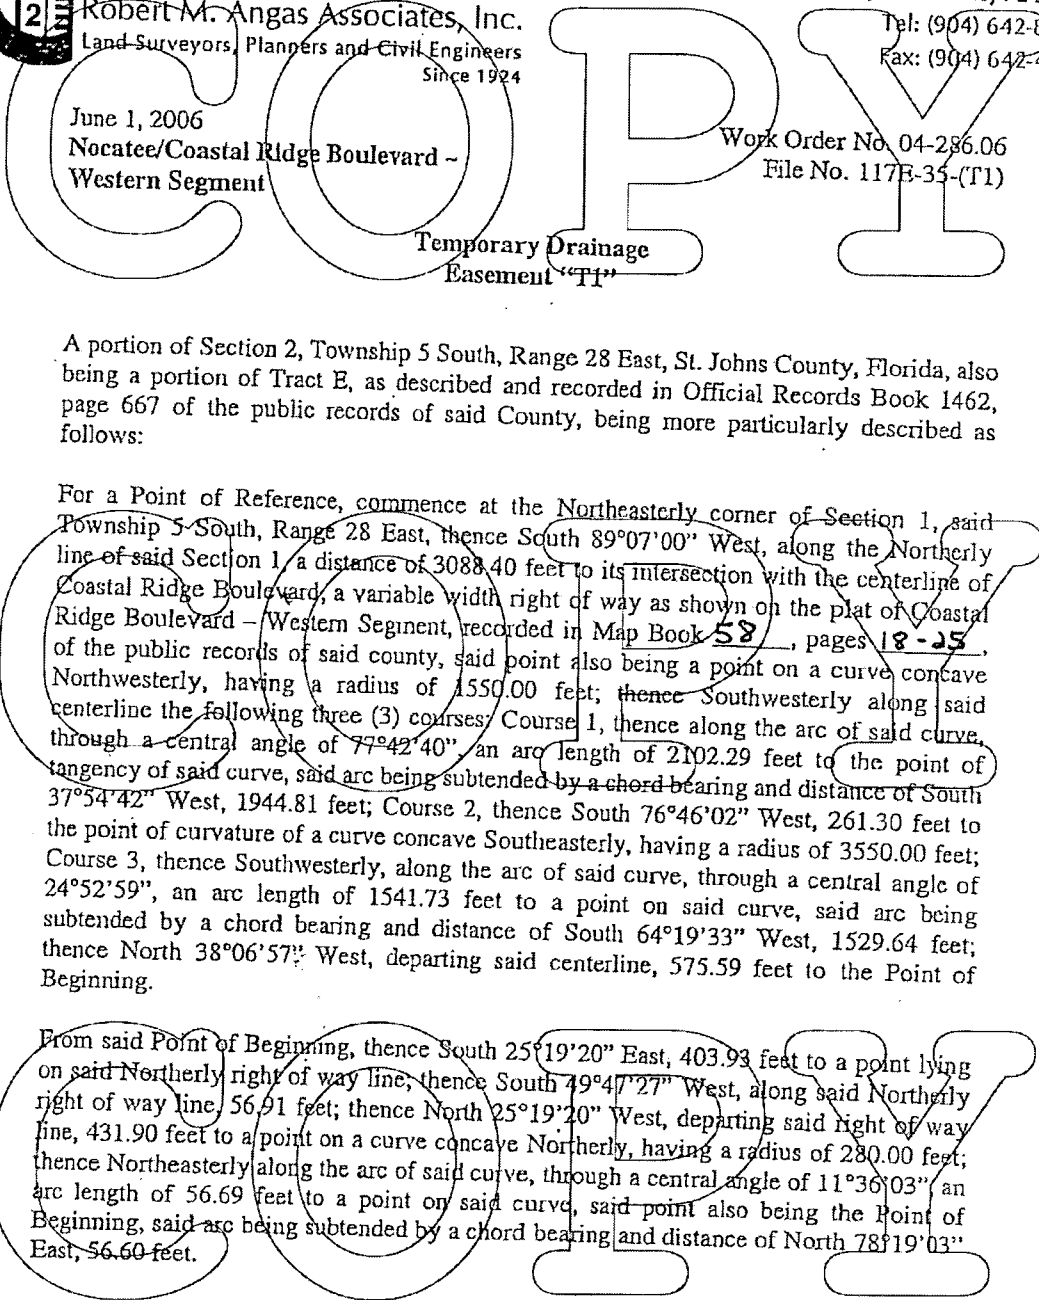 2
Robert M. Angas Associates, Inc.
Land Surveyors, Planners and Civil Engineers
Since 1924
Tel: (904) 642-8
Fax: (904) 642-4
June 1, 2006
Nocatee/Coastal Ridge Boulevard –
Western Segment
Work Order No. 04-286.06
File No. 117E-35-(T1)
COPY
Temporary Drainage
Easement “T1”
A portion of Section 2, Township 5 South, Range 28 East, St. Johns County, Florida, also
being a portion of Tract E, as described and recorded in Official Records Book 1462,
page 667 of the public records of said County, being more particularly described as
follows:
For a Point of Reference, commence at the Northeasterly corner of Section 1, said
Township 5 South, Range 28 East, thence South 89°07'00" West, along the Northerly
line of said Section 1, a distance of 3088.40 feet to its intersection with the centerline of
Coastal Ridge Boulevard, a variable width right of way as shown on the plat of Coastal
Ridge Boulevard – Western Segment, recorded in Map Book 58, pages 18-25,
of the public records of said county, said point also being a point on a curve concave
Northwesterly, having a radius of 1550.00 feet; thence Southwesterly along said
centerline the following three (3) courses; Course 1, thence along the arc of said curve,
through a central angle of 77°42'40", an arc length of 2102.29 feet to the point of
tangency of said curve, said arc being subtended by a chord bearing and distance of South
37°54'42" West, 1944.81 feet; Course 2, thence South 76°46'02" West, 261.30 feet to
the point of curvature of a curve concave Southeasterly, having a radius of 3550.00 feet;
Course 3, thence Southwesterly, along the arc of said curve, through a central angle of
24°52'59", an arc length of 1541.73 feet to a point on said curve, said arc being
subtended by a chord bearing and distance of South 64°19'33" West, 1529.64 feet;
thence North 38°06'57" West, departing said centerline, 575.59 feet to the Point of
Beginning.
COPY
From said Point of Beginning, thence South 25°19'20" East, 403.93 feet to a point lying
on said Northerly right of way line; thence South 49°47'27" West, along said Northerly
right of way line, 56.91 feet; thence North 25°19'20" West, departing said right of way
line, 431.90 feet to a point on a curve concave Northerly, having a radius of 280.00 feet;
thence Northeasterly along the arc of said curve, through a central angle of 11°36'03", an
arc length of 56.69 feet to a point on said curve, said point also being the Point of
Beginning, said arc being subtended by a chord bearing and distance of North 78°19'03"
East, 56.60 feet.
COPY